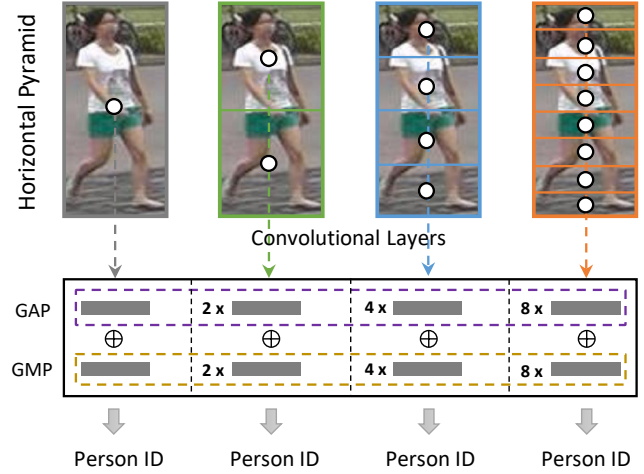 Horizontal Pyramid
Convolutional Layers
GAP 2 x 4 x 8 x
GMP 2 x 4 x 8 x
Person ID Person ID Person ID Person ID